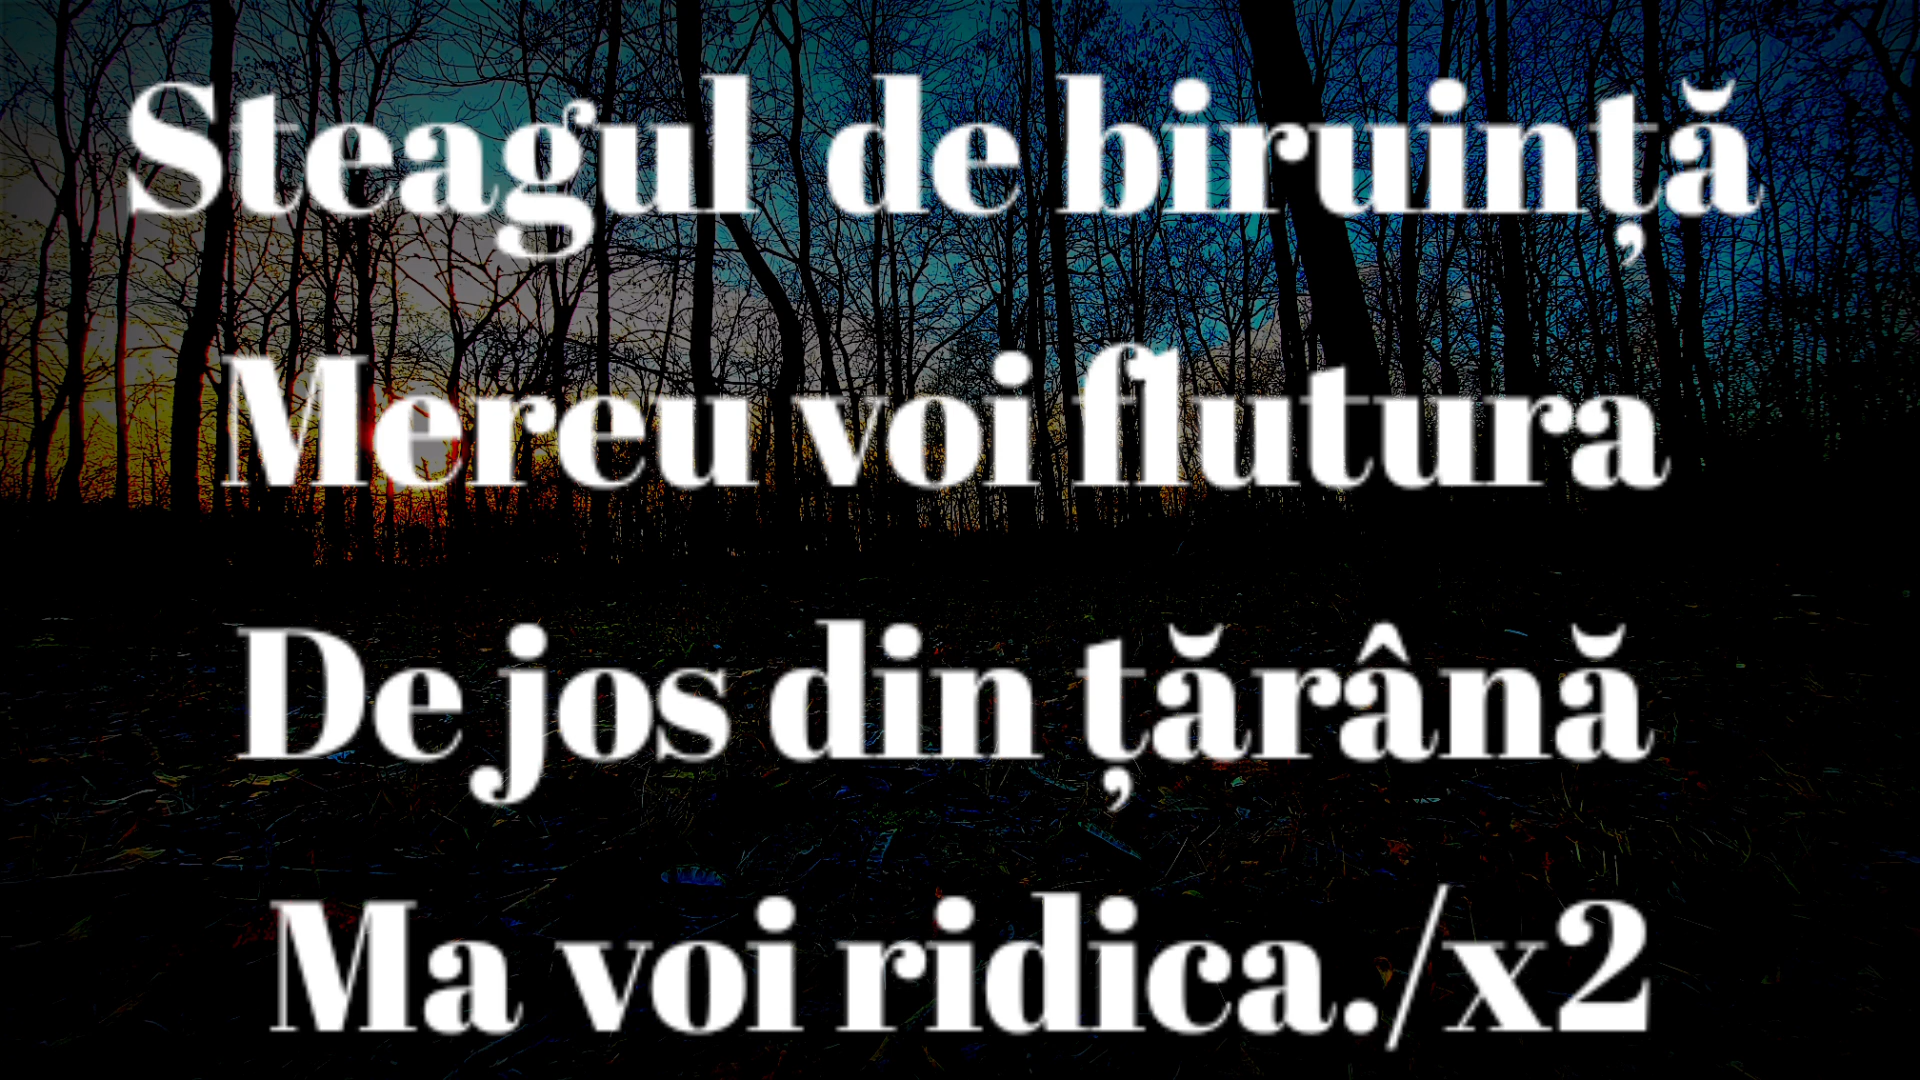 Steagul de biruință
Mereu voi flutura
De jos din țărână
Ma voi ridica./x2